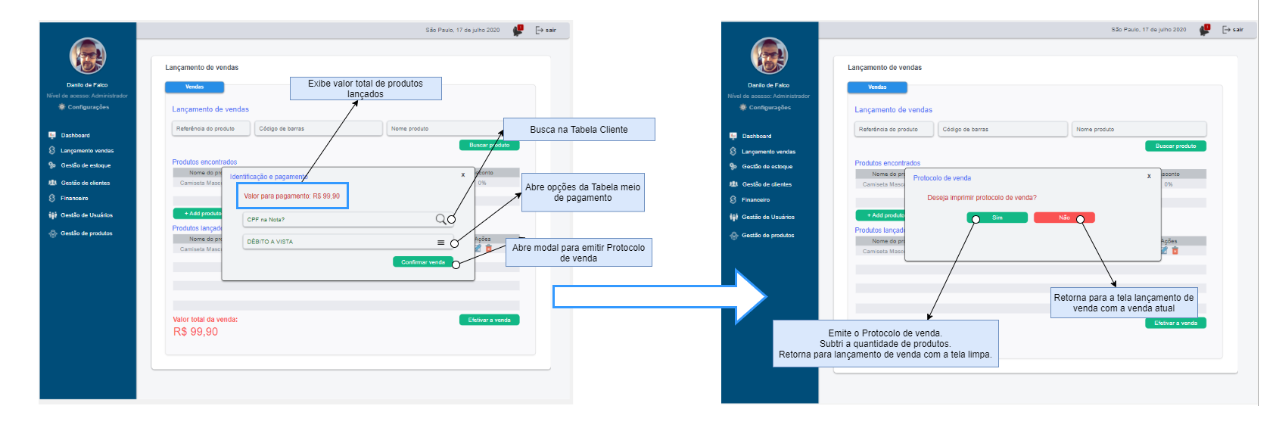 São Paulo, 17 de julho 2020
sair
Danilo de Falco
Nível de acesso: Administrador
Configurações
Dashboard
Lançamento vendas
Gestão de estoque
Gestão de clientes
Financeiro
Gestão de Usuários
Gestão de produtos
Lançamento de vendas
Vendas
Exibe valor total de produtos
lançados
Lançamento de vendas
Referência do produto
Código de barras
Nome produto
Busca na Tabela Cliente
Buscar produto
Produtos encontrados
Nome do pr
Camiseta Masc
0%
Identificação e pagamento
x
Valor para pagamento: R$ 99,90
CPF na Nota?
DÉBITO A VISTA
Confirmar venda
Abre opções da Tabela meio
de pagamento
Abre modal para emitir Protocolo
de venda
+ Add produto
Produtos lançad
Nome do pr
Ações
Camiseta Masc
Valor total da venda:
R$ 99,90
Efetivar a venda
São Paulo, 17 de julho 2020
sair
Danilo de Falco
Nível de acesso: Administrador
Configurações
Dashboard
Lançamento vendas
Gestão de estoque
Gestão de clientes
Financeiro
Gestão de Usuários
Gestão de produtos
Lançamento de vendas
Vendas
Lançamento de vendas
Referência do produto
Código de barras
Nome produto
Buscar produto
Produtos encontrados
Nome do pr
Camiseta Masc
0%
Protocolo de venda
x
Deseja imprimir protocolo de venda?
Sim
Não
+ Add produto
Produtos lançad
Nome do pr
Ações
Camiseta Masc
Retorna para a tela lançamento de
venda com a venda atual
Efetivar a venda
Emite o Protocolo de venda.
Subtri a quantidade de produtos.
Retorna para lançamento de venda com a tela limpa.